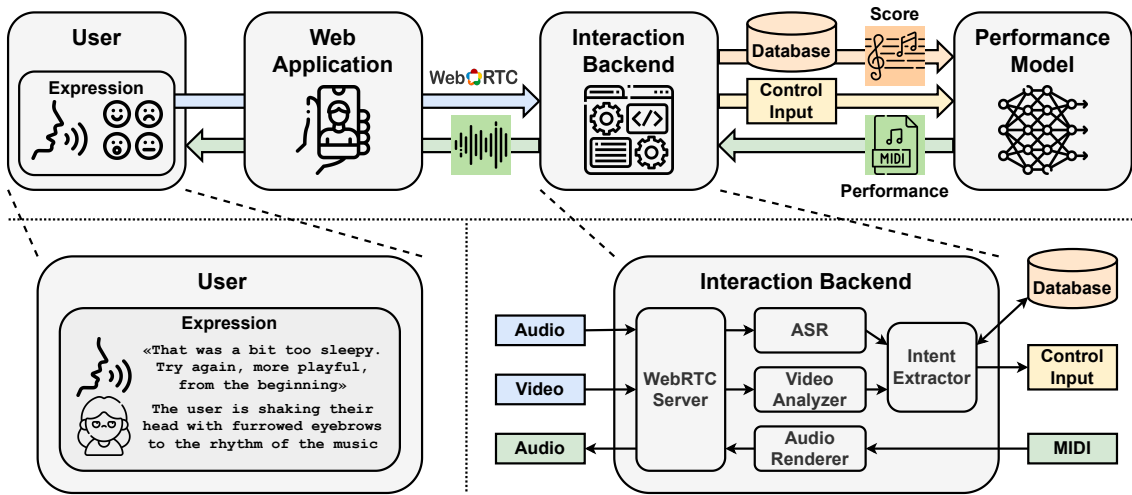 User
Expression
Web
Application
Web RTC
Interaction
Backend
Database
Score
Control
Input
MIDI
Performance
Performance
Model
User
Expression
«That was a bit too sleepy.
Try again, more playful,
from the beginning»
The user is shaking their
head with furrowed eyebrows
to the rhythm of the music
Interaction Backend
Audio
Video
Audio
WebRTC
Server
ASR
Video
Analyzer
Audio
Renderer
Intent
Extractor
Database
Control
Input
MIDI